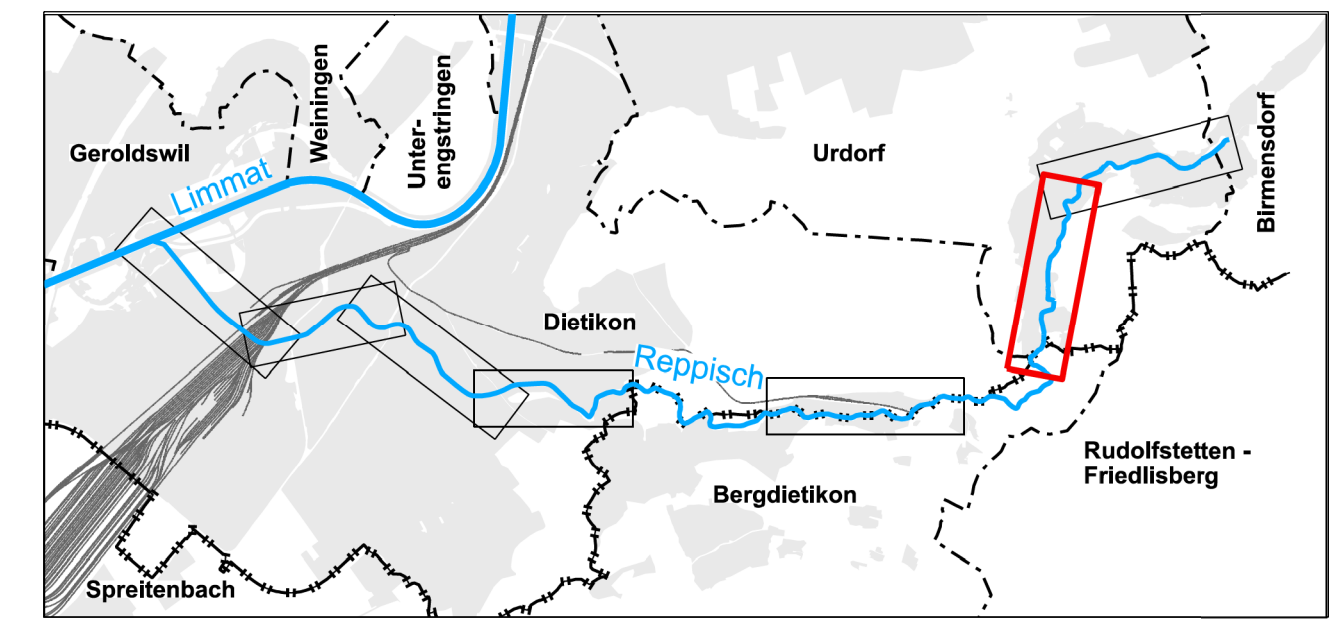 Geroldswil
Weiningen
Unter-
engstringen
Limmat
Urdorf
Birmensdorf
Dietikon
Reppisch
Rudolfstetten -
Friedlisberg
Bergdietikon
Spreitenbach